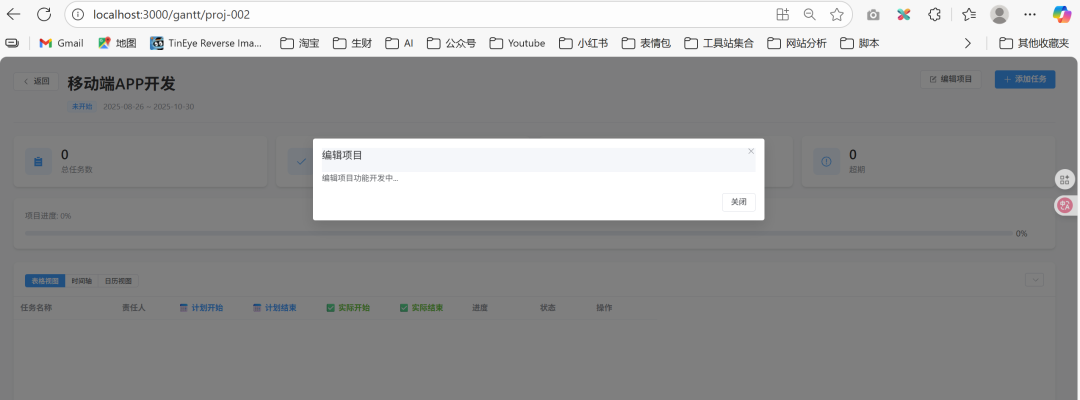 localhost:3000/gantt/proj-002
Gmail 地图 TinEye Reverse Ima... 淘宝 生财 AI 公众号 Youtube 小红书 表情包 工具站集合 网站分析 脚本 其他收藏夹
返回 移动端APP开发 编辑项目 添加任务
未开始 2025-08-26 ~ 2025-10-30
编辑项目
编辑项目功能开发中...
关闭
0
总任务数
0
超期
项目进度: 0%
0%
表格视图 时间轴 日历视图
任务名称 责任人 计划开始 计划结束 实际开始 实际结束 进度 状态 操作